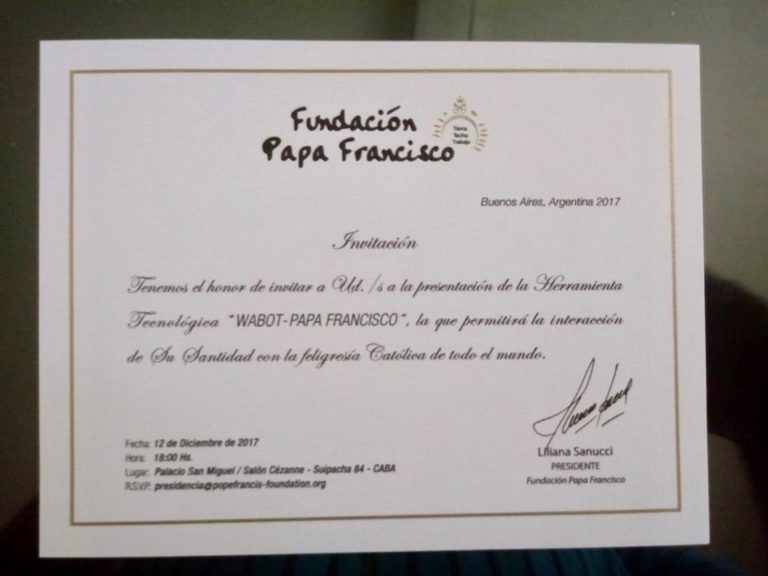 Fundación
Papa Francisco
Tierra
Techo
Trabajo
Buenos Aires, Argentina 2017
Invitación
Tenemos el honor de invitar a Ud./s a la presentación de la Herramienta
Tecnológica "WABOT-PAPA FRANCISCO", la que permitirá la interacción
de Su Santidad con la feligresía Católica de todo el mundo.
Fecha: 12 de Diciembre de 2017
Hora: 18:00 Hs.
Lugar: Palacio San Miguel / Salón Cézanne - Suipacha 84 - CABA
R.S.V.P: presidencia@popefrancis-foundation.org
Liliana Sanucci
PRESIDENTE
Fundación Papa Francisco